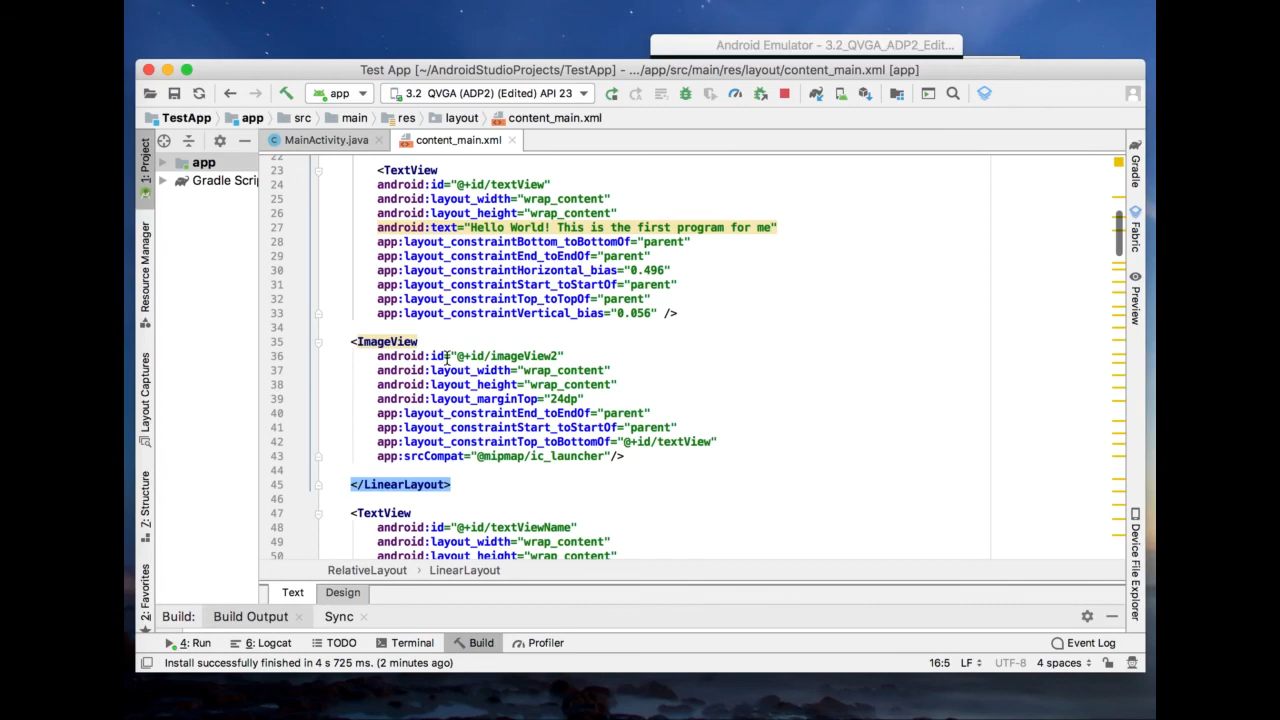 Android Emulator - 3.2_QVGA_ADP2_Edit...
Test App [~/AndroidStudioProjects/TestApp] - .../app/src/main/res/layout/content_main.xml [app]
app 3.2 QVGA (ADP2) (Edited) API 23
TestApp app src main res layout content_main.xml
MainActivity.java content_main.xml
1: Project
Resource Manager
Layout Captures
7: Structure
2: Favorites
app
Gradle Scrip
22
23 <TextView
24 android:id="@+id/textView"
25 android:layout_width="wrap_content"
26 android:layout_height="wrap_content"
27 android:text="Hello World! This is the first program for me"
28 app:layout_constraintBottom_toBottomOf="parent"
29 app:layout_constraintEnd_toEndOf="parent"
30 app:layout_constraintHorizontal_bias="0.496"
31 app:layout_constraintStart_toStartOf="parent"
32 app:layout_constraintTop_toTopOf="parent"
33 app:layout_constraintVertical_bias="0.056" />
34
35 <ImageView
36 android:id="@+id/imageView2"
37 android:layout_width="wrap_content"
38 android:layout_height="wrap_content"
39 android:layout_marginTop="24dp"
40 app:layout_constraintEnd_toEndOf="parent"
41 app:layout_constraintStart_toStartOf="parent"
42 app:layout_constraintTop_toBottomOf="@+id/textView"
43 app:srcCompat="@mipmap/ic_launcher"/>
44
45 </LinearLayout>
46
47 <TextView
48 android:id="@+id/textViewName"
49 android:layout_width="wrap_content"
50 android:layout_height="wrap_content"
Gradle
Fabric
Preview
Device File Explorer
RelativeLayout › LinearLayout
Text Design
Build: Build Output Sync
4: Run 6: Logcat TODO Terminal Build Profiler Event Log
Install successfully finished in 4 s 725 ms. (2 minutes ago) 16:5 LF UTF-8 4 spaces